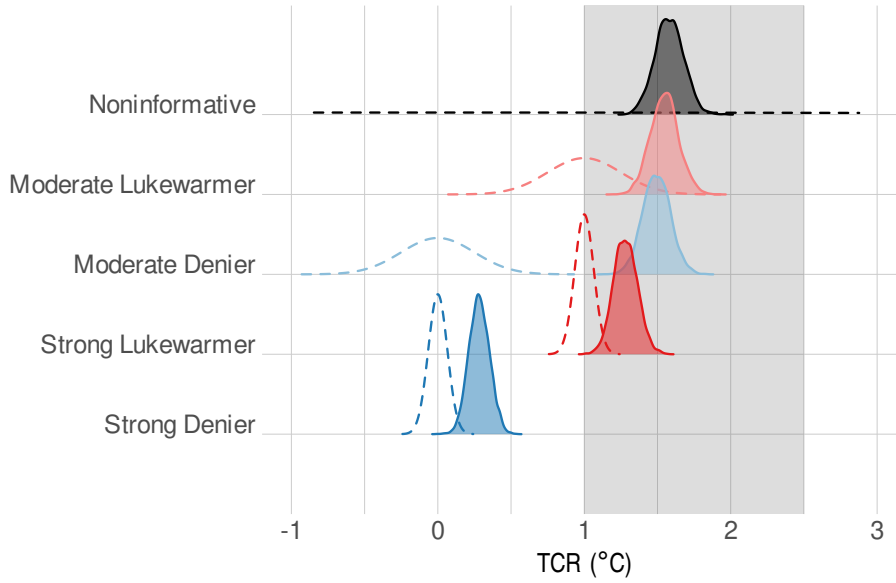 Noninformative
Moderate Lukewarmer
Moderate Denier
Strong Lukewarmer
Strong Denier
-1 0 1 2 3
TCR (°C)